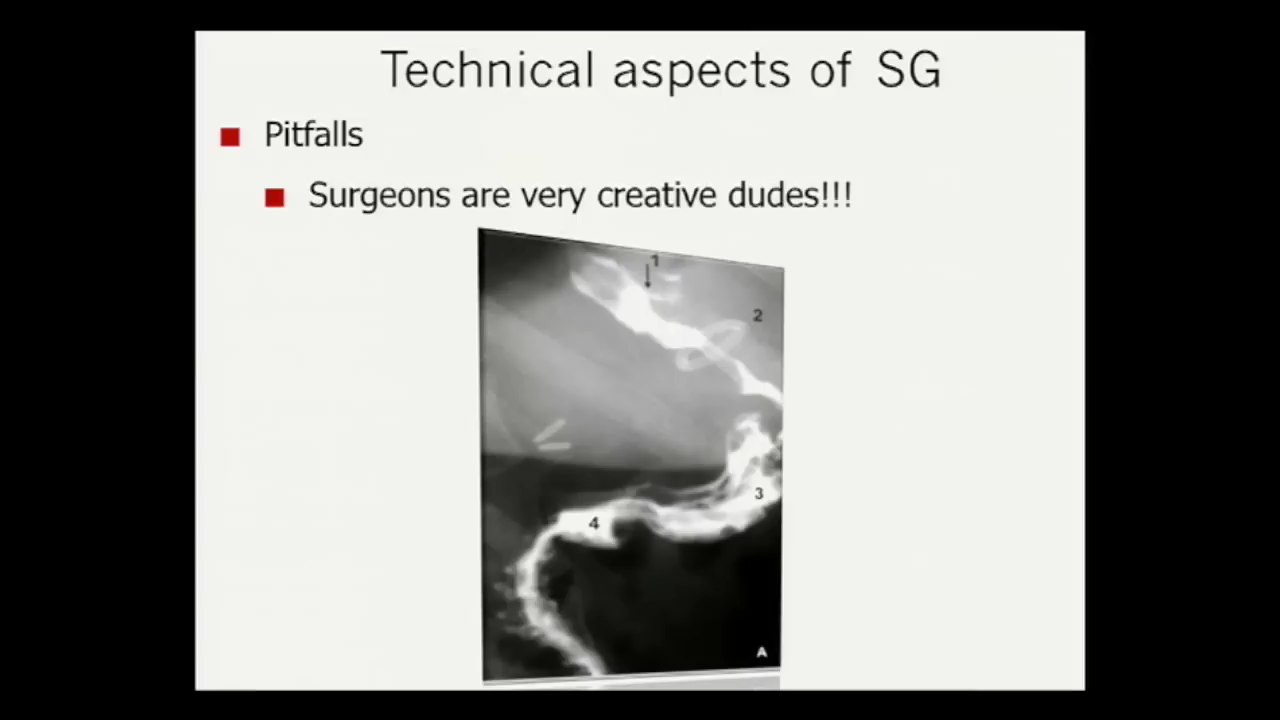 Technical aspects of SG
Pitfalls
Surgeons are very creative dudes!!!
1
2
3
4
A